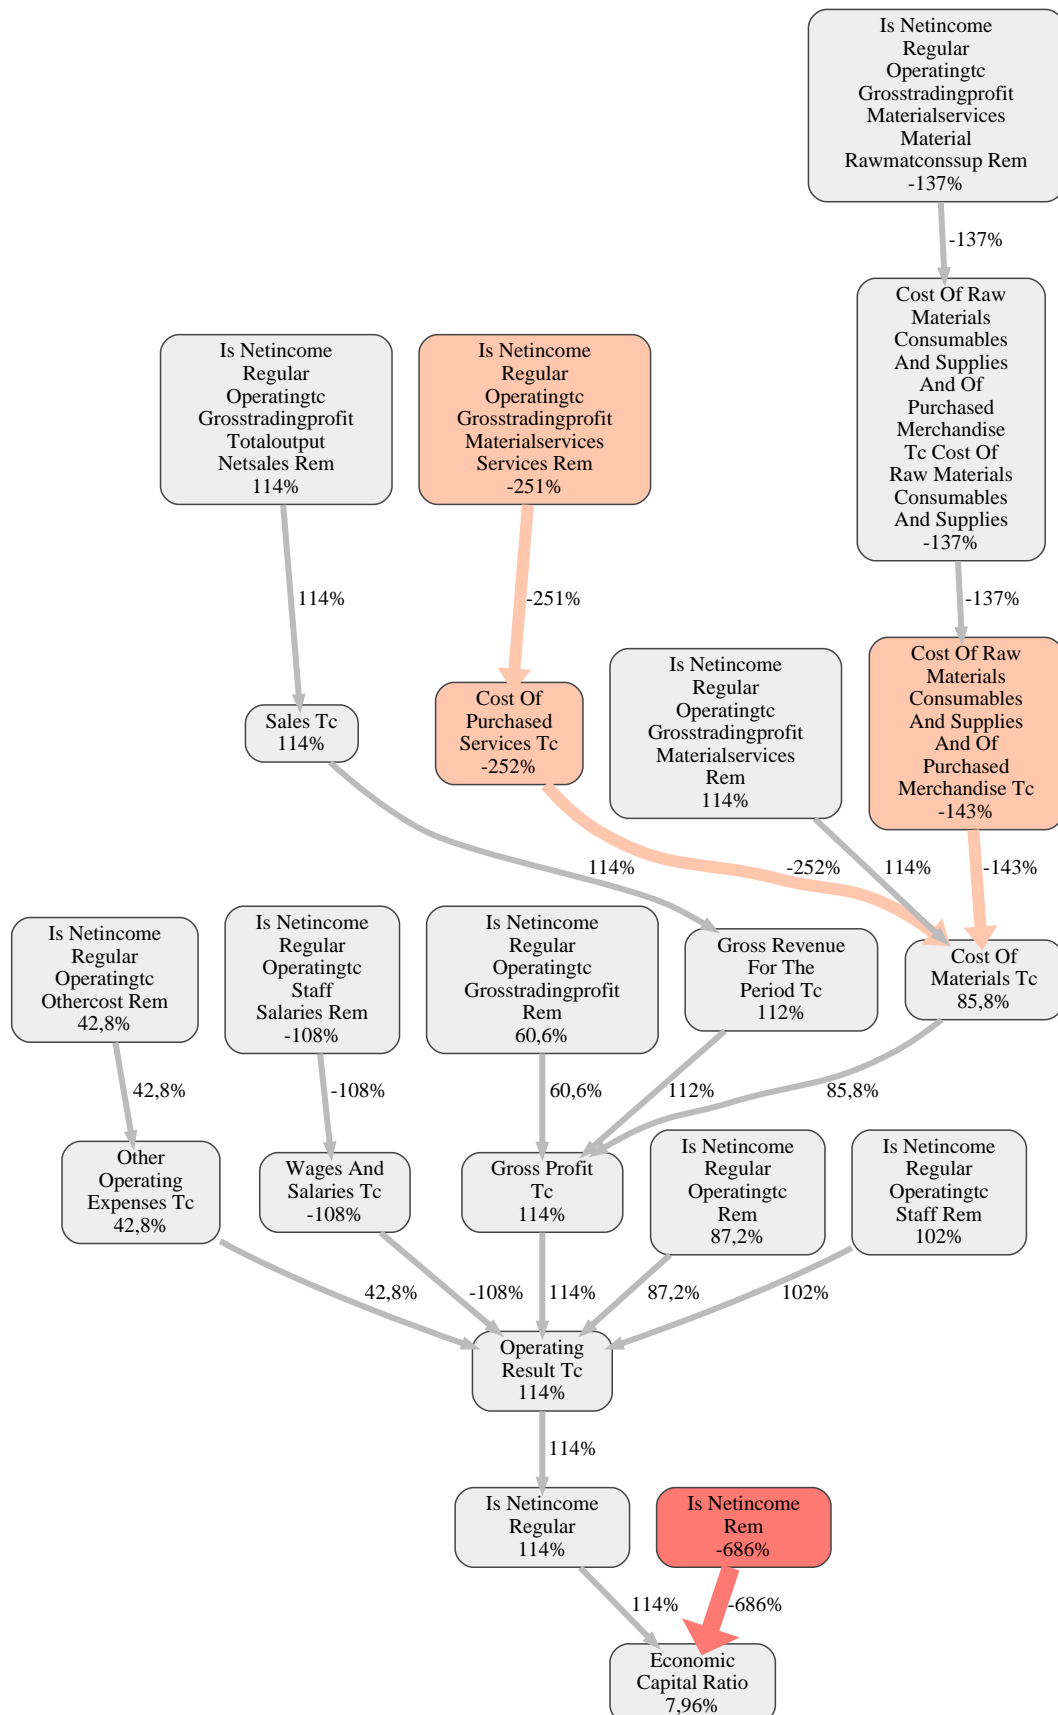 Is Netincome
Regular
Operatingtc
Grosstradingprofit
Materialservices
Material
Rawmatconssup Rem
-137%
-137%
Cost Of Raw
Materials
Consumables
And Supplies
And Of
Purchased
Merchandise
Tc Cost Of
Raw Materials
Consumables
And Supplies
-137%
Is Netincome
Regular
Operatingtc
Grosstradingprofit
Totaloutput
Netsales Rem
114%
Is Netincome
Regular
Operatingtc
Grosstradingprofit
Materialservices
Services Rem
-251%
114%
-251%
-137%
Sales Tc
114%
Cost Of
Purchased
Services Tc
-252%
Is Netincome
Regular
Operatingtc
Grosstradingprofit
Materialservices
Rem
114%
Cost Of Raw
Materials
Consumables
And Supplies
And Of
Purchased
Merchandise Tc
-143%
114%
-252%
114%
-143%
Is Netincome
Regular
Operatingtc
Othercost Rem
42,8%
Is Netincome
Regular
Operatingtc
Staff
Salaries Rem
-108%
Is Netincome
Regular
Operatingtc
Grosstradingprofit
Rem
60,6%
Gross Revenue
For The
Period Tc
112%
Cost Of
Materials Tc
85,8%
42,8%
-108%
60,6%
112%
85,8%
Other
Operating
Expenses Tc
42,8%
Wages And
Salaries Tc
-108%
Gross Profit
Tc
114%
Is Netincome
Regular
Operatingtc
Rem
87,2%
Is Netincome
Regular
Operatingtc
Staff Rem
102%
42,8%
-108%
114%
87,2%
102%
Operating
Result Tc
114%
114%
Is Netincome
Regular
114%
Is Netincome
Rem
-686%
114%
-686%
Economic
Capital Ratio
7,96%